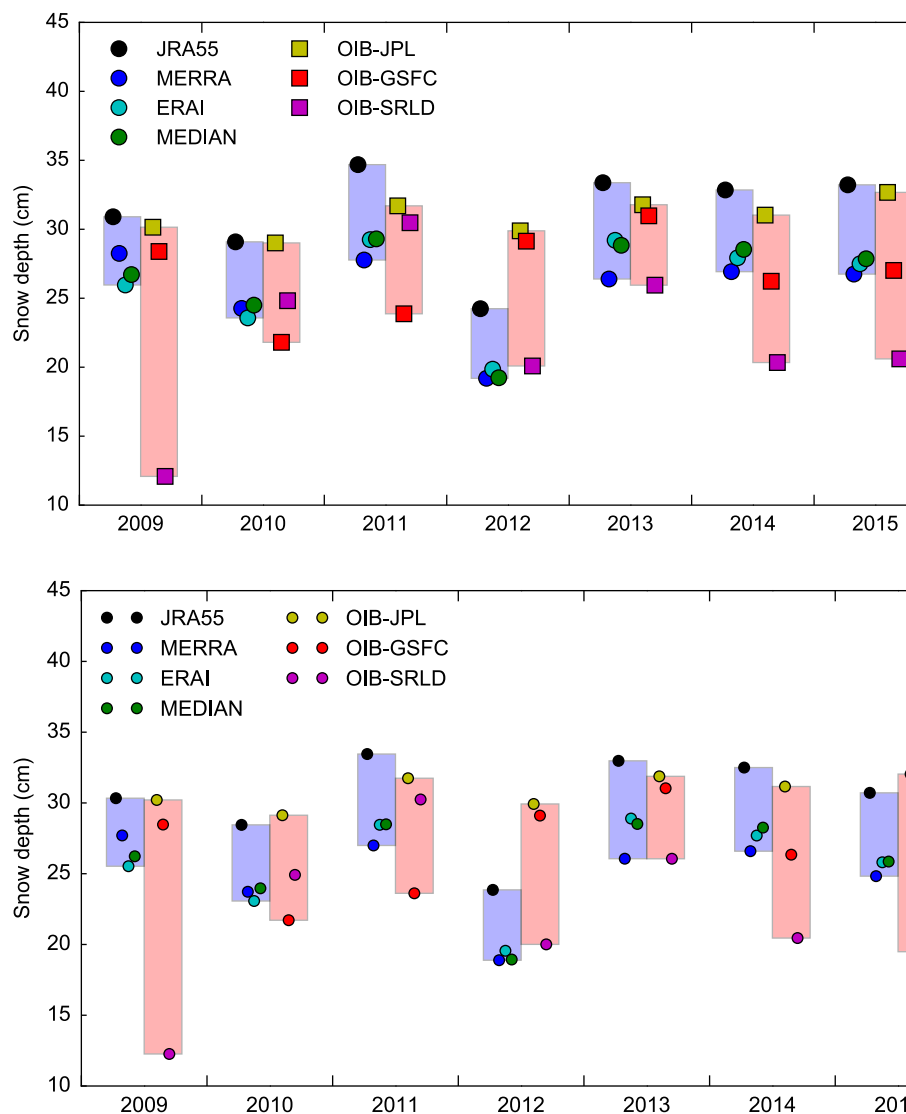 45
40
35
30
25
20
15
10
Snow depth (cm)
JRA55
MERRA
ERAI
MEDIAN
OIB-JPL
OIB-GSFC
OIB-SRLD
2009 2010 2011 2012 2013 2014 2015
45
40
35
30
25
20
15
10
Snow depth (cm)
JRA55
MERRA
ERAI
MEDIAN
OIB-JPL
OIB-GSFC
OIB-SRLD
2009 2010 2011 2012 2013 2014 201